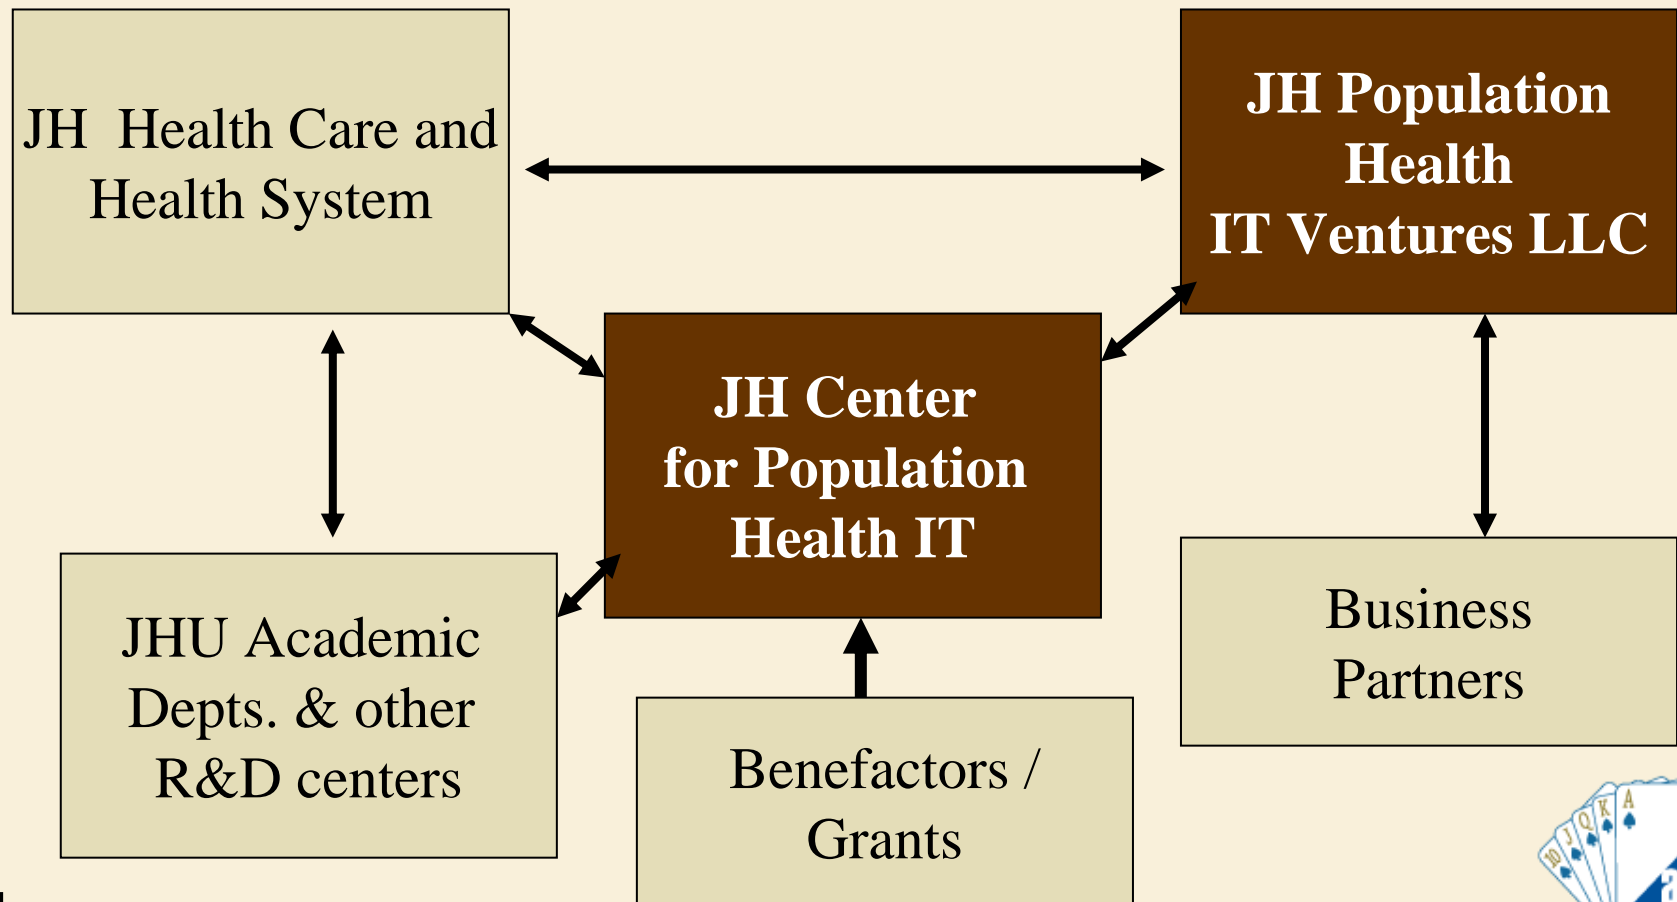 JH Health Care and
Health System
JH Population
Health
IT Ventures LLC
JH Center
for Population
Health IT
JHU Academic
Depts. & other
R&D centers
Benefactors /
Grants
Business
Partners
10 J Q K A